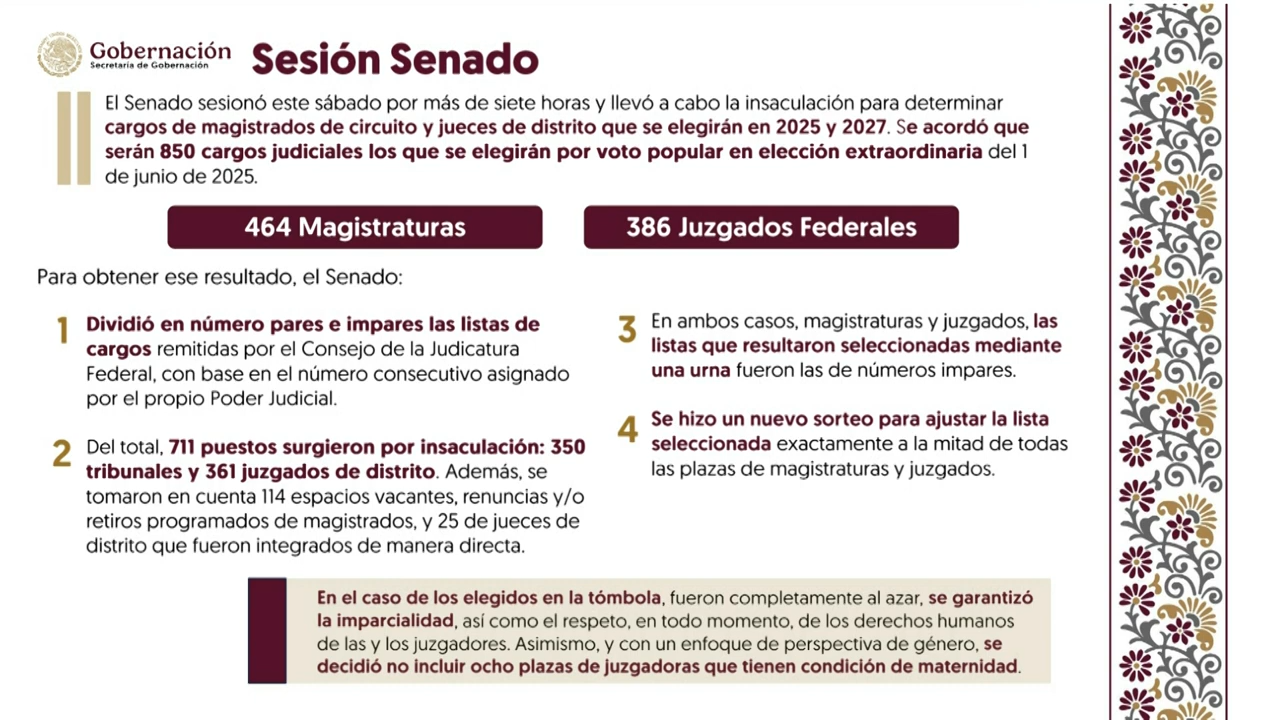 Gobernación
Secretaría de Gobernación
Sesión Senado
El Senado sesionó este sábado por más de siete horas y llevó a cabo la insaculación para determinar
cargos de magistrados de circuito y jueces de distrito que se elegirán en 2025 y 2027. Se acordó que
serán 850 cargos judiciales los que se elegirán por voto popular en elección extraordinaria del 1
de junio de 2025.
464 Magistraturas
386 Juzgados Federales
Para obtener ese resultado, el Senado:
1
Dividió en número pares e impares las listas de
cargos remitidas por el Consejo de la Judicatura
Federal, con base en el número consecutivo asignado
por el propio Poder Judicial.
2
Del total, 711 puestos surgieron por insaculación: 350
tribunales y 361 juzgados de distrito. Además, se
tomaron en cuenta 114 espacios vacantes, renuncias y/o
retiros programados de magistrados, y 25 de jueces de
distrito que fueron integrados de manera directa.
3
En ambos casos, magistraturas y juzgados, las
listas que resultaron seleccionadas mediante
una urna fueron las de números impares.
4
Se hizo un nuevo sorteo para ajustar la lista
seleccionada exactamente a la mitad de todas
las plazas de magistraturas y juzgados.
En el caso de los elegidos en la tómbola, fueron completamente al azar, se garantizó
la imparcialidad, así como el respeto, en todo momento, de los derechos humanos
de las y los juzgadores. Asimismo, y con un enfoque de perspectiva de género, se
decidió no incluir ocho plazas de juzgadoras que tienen condición de maternidad.